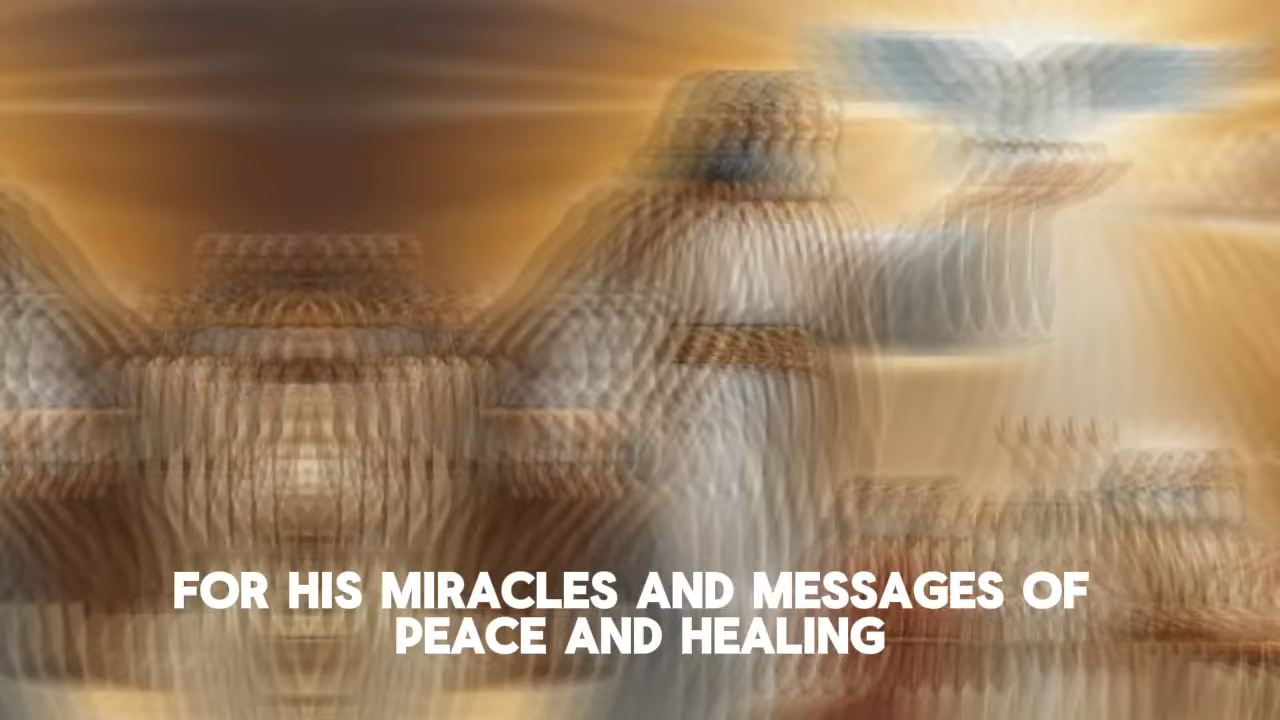 FOR HIS MIRACLES AND MESSAGES OF
PEACE AND HEALING